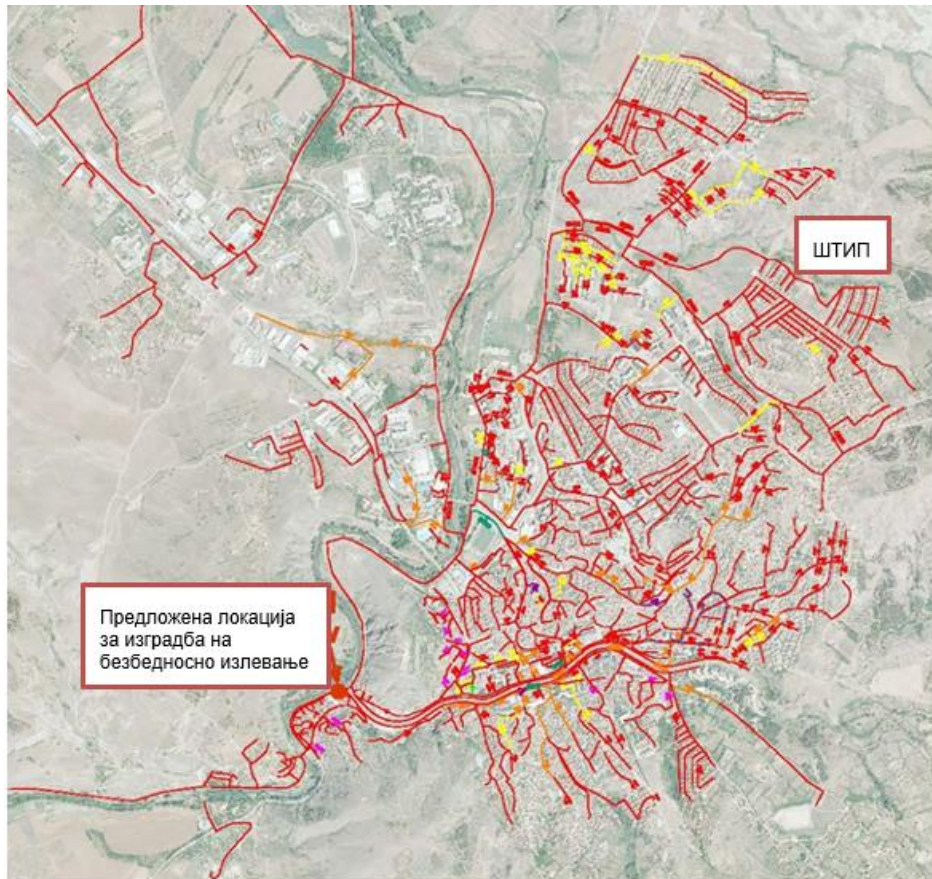 ШТИП
Предложена локација
за изградба на
безбедносно излевање